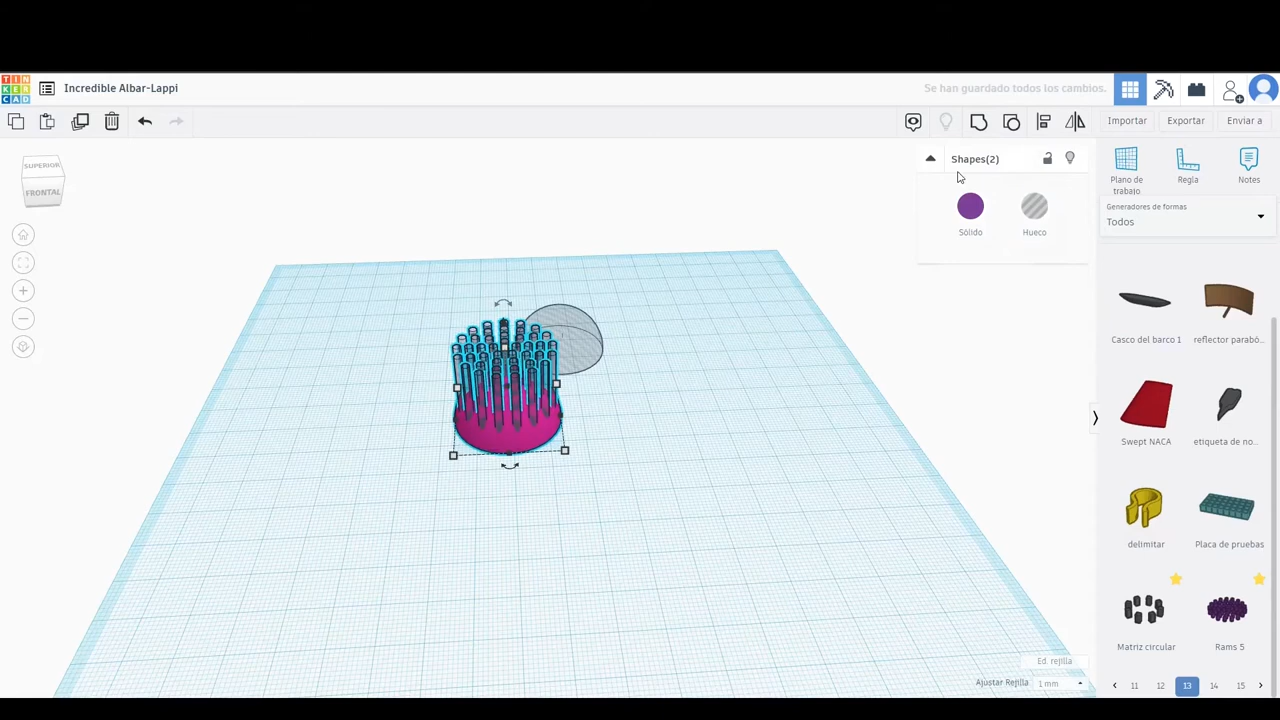 TIN
KER
CAD
Incredible Albar-Lappi
Se han guardado todos los cambios.
Importar
Exportar
Enviar a
SUPERIOR
FRONTAL
Shapes(2)
Sólido
Hueco
Plano de
trabajo
Regla
Notes
Generadores de formas
Todos
Casco del barco 1
reflector parabó...
Swept NACA
etiqueta de no...
delimitar
Placa de pruebas
Matriz circular
Rams 5
Ed. rejilla
Ajustar Rejilla
1 mm
11
12
13
14
15